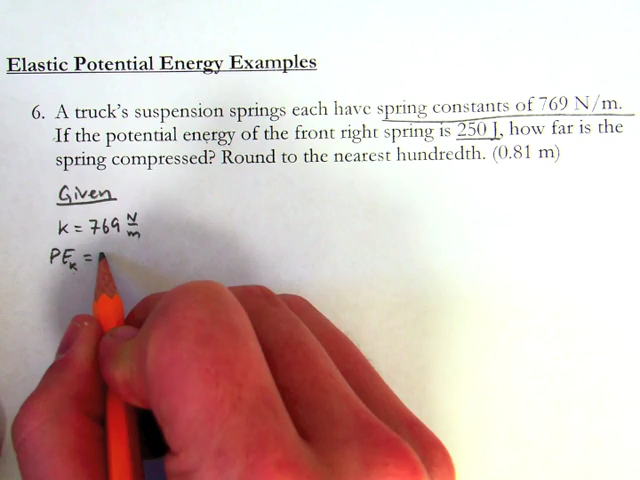 Elastic Potential Energy Examples
6. A truck's suspension springs each have spring constants of 769 N/m.
If the potential energy of the front right spring is 250 J, how far is the
spring compressed? Round to the nearest hundredth. (0.81 m)
Given
k = 769 N/m
PEk =